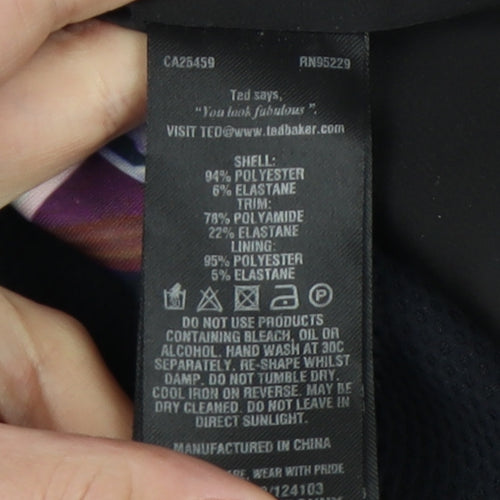 CA25459 RN95229
Ted says,
"You look fabulous".
VISIT TED@www.tedbaker.com
SHELL:
94% POLYESTER
6% ELASTANE
TRIM:
78% POLYAMIDE
22% ELASTANE
LINING:
95% POLYESTER
5% ELASTANE
P
DO NOT USE PRODUCTS
CONTAINING BLEACH, OIL OR
ALCOHOL. HAND WASH AT 30C
SEPARATELY. RE-SHAPE WHILST
DAMP. DO NOT TUMBLE DRY.
COOL IRON ON REVERSE. MAY BE
DRY CLEANED. DO NOT LEAVE IN
DIRECT SUNLIGHT.
MANUFACTURED IN CHINA
WEAR WITH PRIDE
/124103